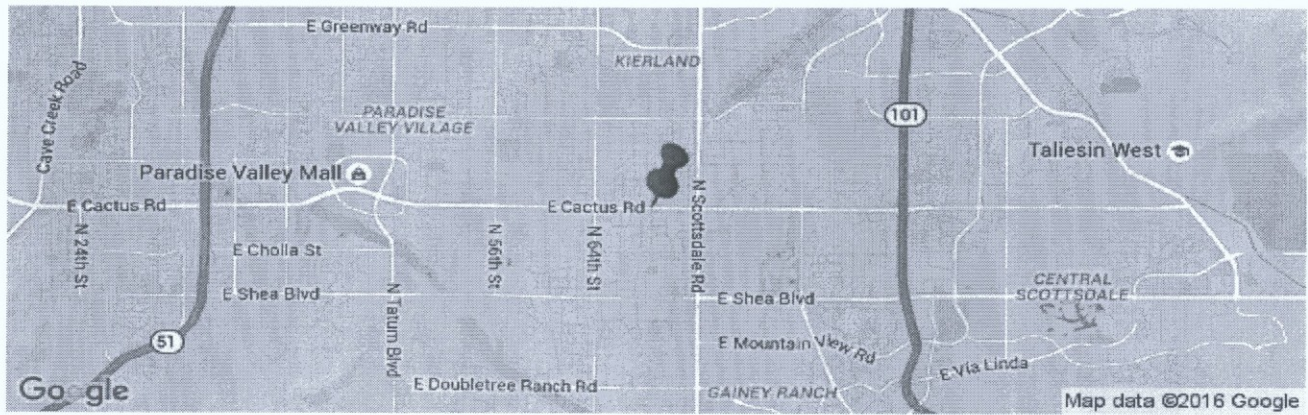 E Greenway Rd
KIERLAND
Cave Creek Road
PARADISE
VALLEY VILLAGE
101
Taliesin West
Paradise Valley Mall
E Cactus Rd
E Cactus Rd
N Scottsdale Rd
N 24th St
E Cholla St
N 56th St
N 64th St
CENTRAL
SCOTTSDALE
E Shea Blvd
E Shea Blvd
N Tatum Blvd
51
E Mountain View Rd
E Via Linda
Google
E Doubletree Ranch Rd
GAINEY RANCH
Map data ©2016 Google